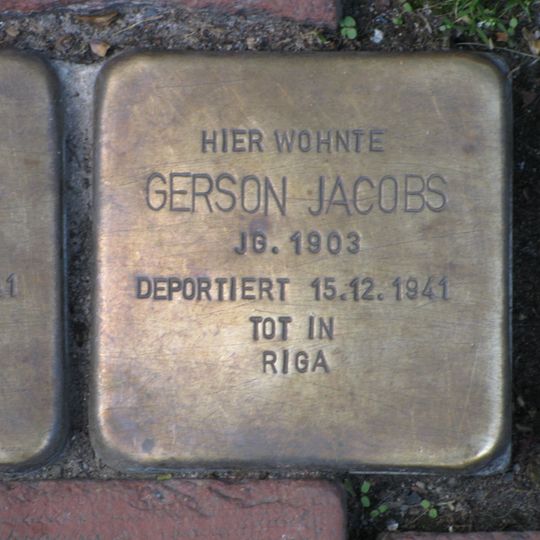 HIER WOHNTE
GERSON JACOBS
JG. 1903
DEPORTIERT 15.12.1941
TOT IN
RIGA